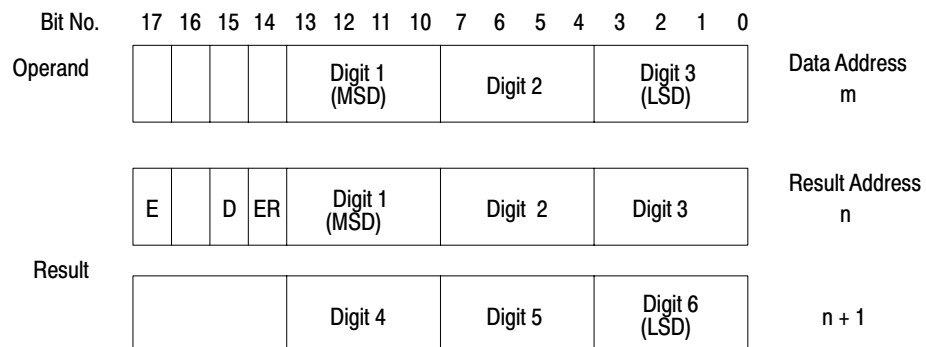 Bit No. 17 16 15 14 13 12 11 10 7 6 5 4 3 2 1 0
Operand
Digit 1
(MSD)
Digit 2
Digit 3
(LSD)
Data Address
m
E
D
ER
Digit 1
(MSD)
Digit 2
Digit 3
Result Address
n
Result
Digit 4
Digit 5
Digit 6
(LSD)
n + 1